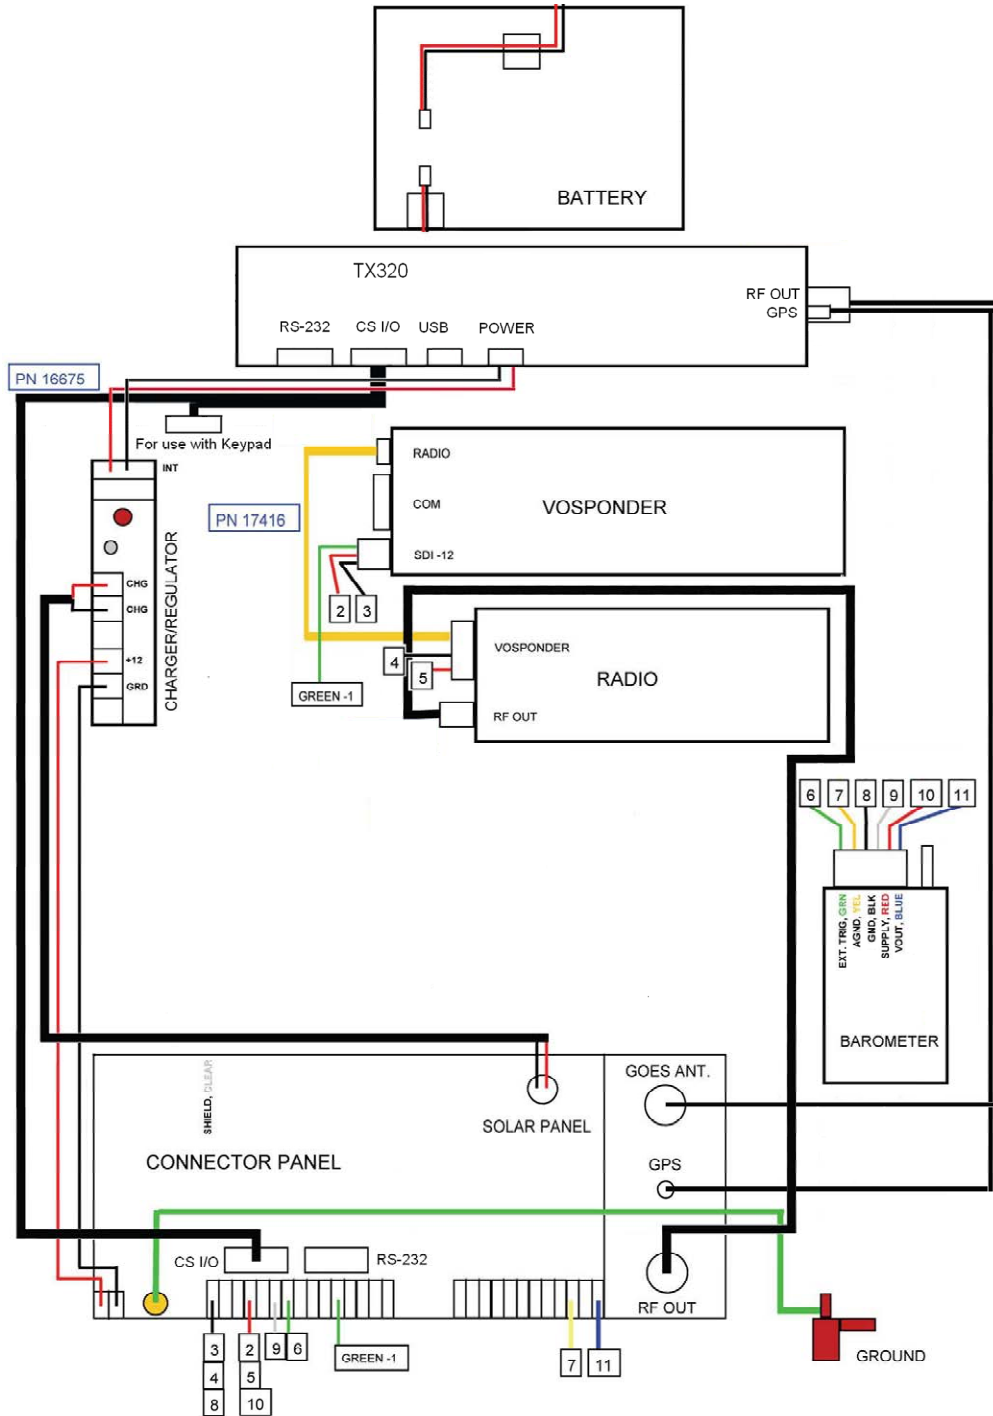 BATTERY
TX320
RF OUT
GPS
RS-232
CS I/O
USB
POWER
PN 16675
For use with Keypad
INT
CHG
CHG
+12
GRD
CHARGER/REGULATOR
PN 17416
RADIO
COM
SDI -12
VOSPONDER
2
3
GREEN -1
4
5
VOSPONDER
RADIO
RF OUT
6
7
8
9
10
11
EXT. TRIG, GRN
AGND, YEL
GND, BLK
SUPPLY, RED
VOUT, BLUE
BAROMETER
SHIELD, CLEAR
SOLAR PANEL
GOES ANT.
CONNECTOR PANEL
GPS
CS I/O
RS-232
RF OUT
3
4
8
2
5
10
9
6
GREEN -1
7
11
GROUND